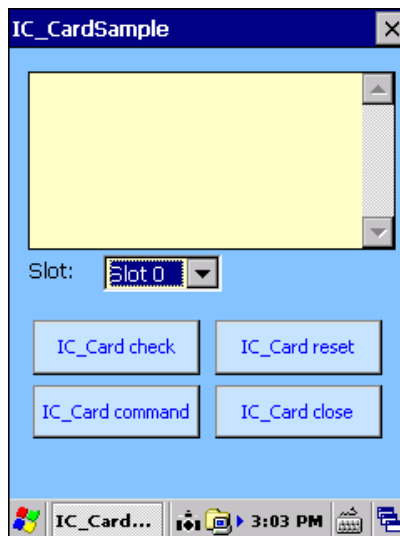 IC_CardSample
Slot: Slot 0
IC_Card check IC_Card reset
IC_Card command IC_Card close
IC_Card... 3:03 PM